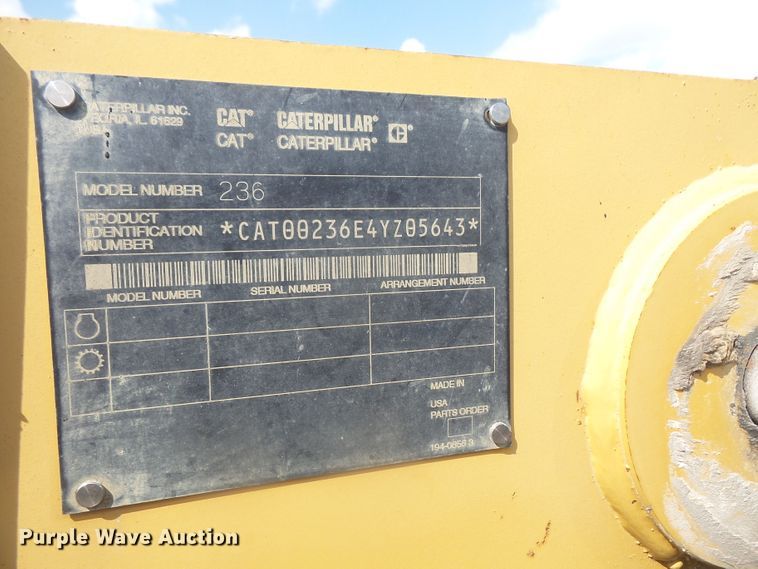 CATERPILLAR INC.
PEORIA, IL. 61629
USA
CAT® CATERPILLAR®
CAT® CATERPILLAR®
MODEL NUMBER 236
PRODUCT
IDENTIFICATION
NUMBER
*CAT00236E4YZ05643*
MODEL NUMBER SERIAL NUMBER ARRANGEMENT NUMBER
MADE IN
USA
PARTS ORDER
Purple Wave Auction